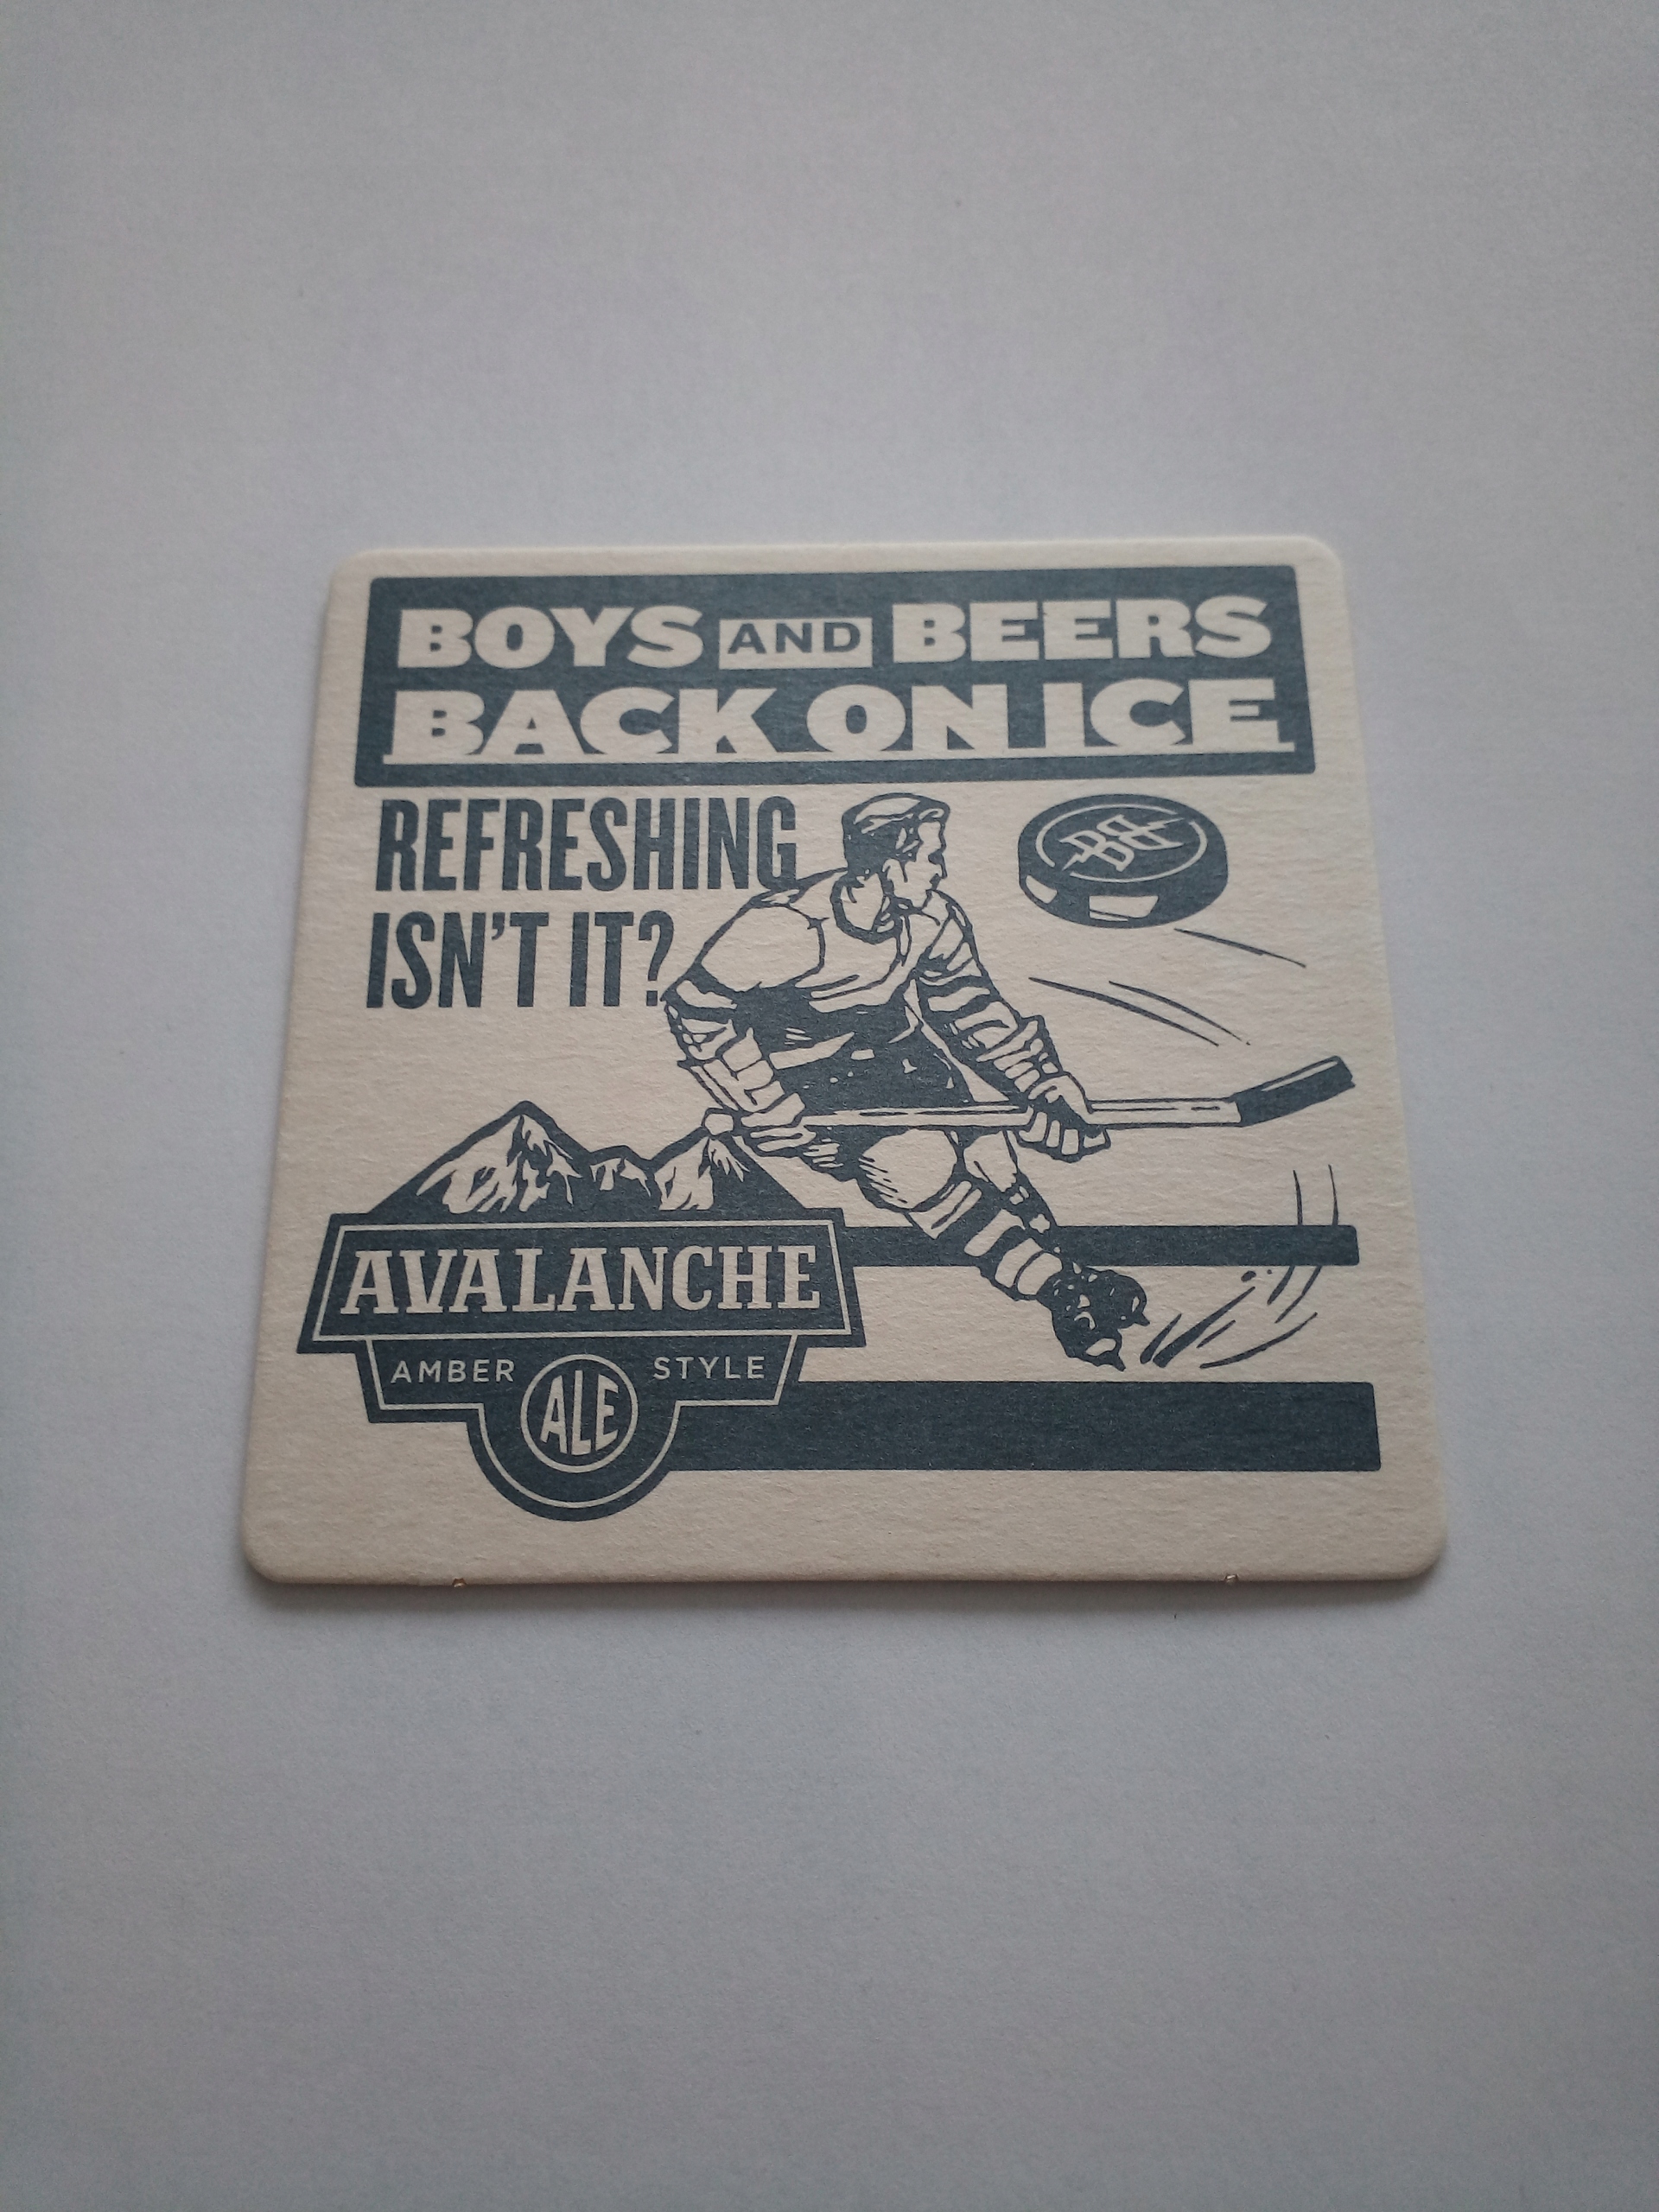 BOYS AND BEERS
BACK ON ICE
REFRESHING
ISN'T IT?
AVALANCHE
AMBER STYLE
ALE